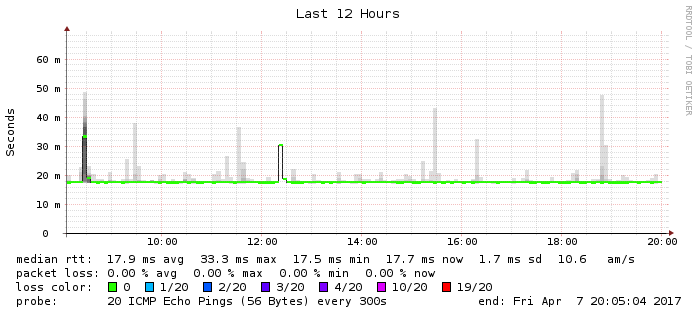 Last 12 Hours
RRDTOOL / TOBI OETIKER
Seconds
60 m
50 m
40 m
30 m
20 m
10 m
0
10:00 12:00 14:00 16:00 18:00 20:00
median rtt: 17.9 ms avg 33.3 ms max 17.5 ms min 17.7 ms now 1.7 ms sd 10.6 am/s
packet loss: 0.00 % avg 0.00 % max 0.00 % min 0.00 % now
loss color: 0 1/20 2/20 3/20 4/20 10/20 19/20
probe: 20 ICMP Echo Pings (56 Bytes) every 300s end: Fri Apr 7 20:05:04 2017